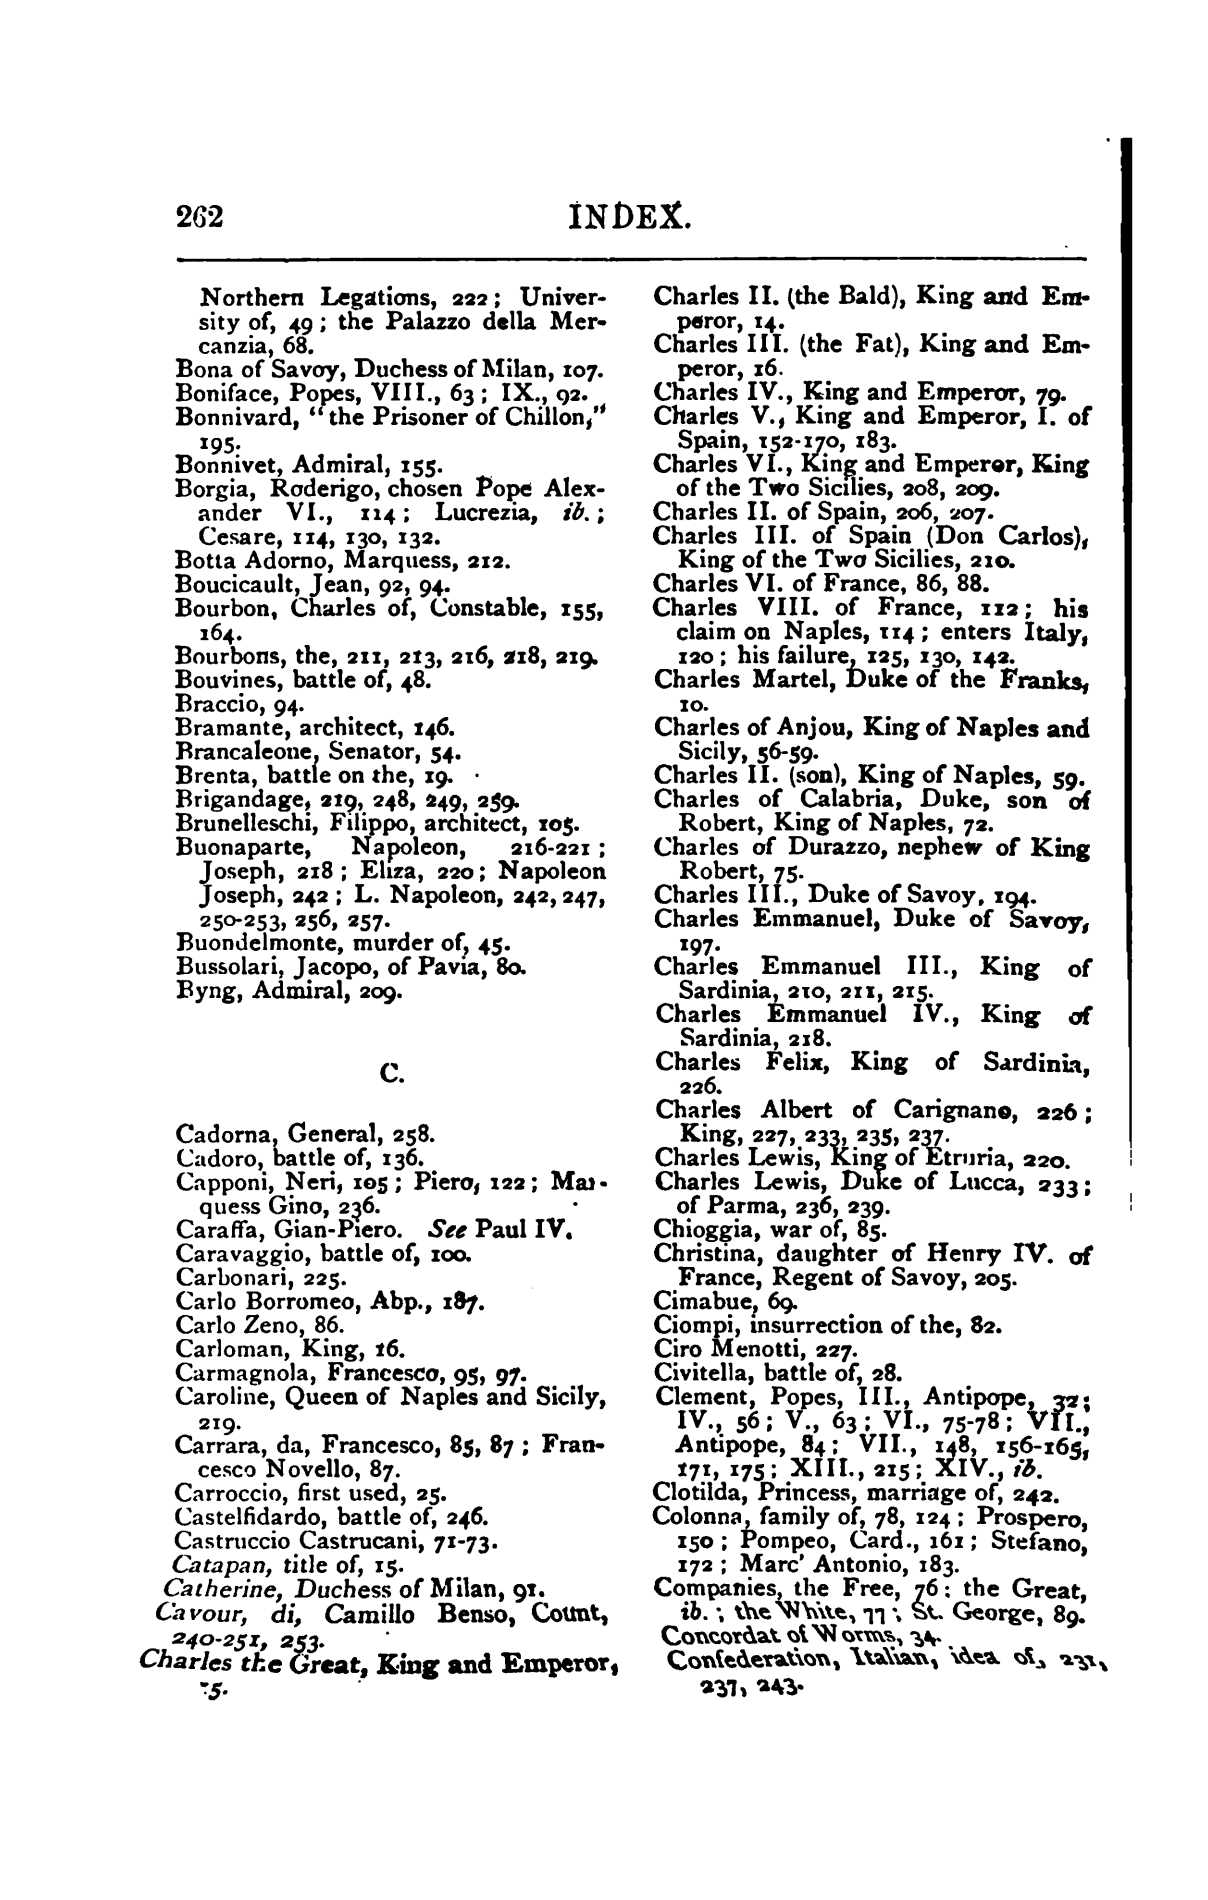 262 INDEX.
Northern Legations, 222; Univer-
sity of, 49; the Palazzo della Mer-
canzia, 68.
Bona of Savoy, Duchess of Milan, 107.
Boniface, Popes, VIII., 63; IX., 92.
Bonnivard, "the Prisoner of Chillon,"
195.
Bonnivet, Admiral, 155.
Borgia, Roderigo, chosen Pope Alex-
ander VI., 114; Lucrezia, ib.;
Cesare, 114, 130, 132.
Botta Adorno, Marquess, 212.
Boucicault, Jean, 92, 94.
Bourbon, Charles of, Constable, 155,
164.
Bourbons, the, 211, 213, 216, 218, 219.
Bouvines, battle of, 48.
Braccio, 94.
Bramante, architect, 146.
Brancaleone, Senator, 54.
Brenta, battle on the, 19.
Brigandage, 219, 248, 249, 259.
Brunelleschi, Filippo, architect, 105.
Buonaparte, Napoleon, 216-221;
Joseph, 218; Eliza, 220; Napoleon
Joseph, 242; L. Napoleon, 242, 247,
250-253, 256, 257.
Buondelmonte, murder of, 45.
Bussolari, Jacopo, of Pavia, 80.
Byng, Admiral, 209.
C.
Cadorna, General, 258.
Cadoro, battle of, 136.
Capponi, Neri, 105; Piero, 122; Mar-
quess Gino, 236.
Caraffa, Gian-Piero. See Paul IV.
Caravaggio, battle of, 100.
Carbonari, 225.
Carlo Borromeo, Abp., 187.
Carlo Zeno, 86.
Carloman, King, 16.
Carmagnola, Francesco, 95, 97.
Caroline, Queen of Naples and Sicily,
219.
Carrara, da, Francesco, 85, 87; Fran-
cesco Novello, 87.
Carroccio, first used, 25.
Castelfidardo, battle of, 246.
Castruccio Castrucani, 71-73.
Catapan, title of, 15.
Catherine, Duchess of Milan, 91.
Cavour, di, Camillo Benso, Count,
240-251, 253.
Charles the Great, King and Emperor,
5.
Charles II. (the Bald), King and Em-
peror, 14.
Charles III. (the Fat), King and Em-
peror, 16.
Charles IV., King and Emperor, 79.
Charles V., King and Emperor, I. of
Spain, 152-170, 183.
Charles VI., King and Emperor, King
of the Two Sicilies, 208, 209.
Charles II. of Spain, 206, 207.
Charles III. of Spain (Don Carlos),
King of the Two Sicilies, 210.
Charles VI. of France, 86, 88.
Charles VIII. of France, 112; his
claim on Naples, 114; enters Italy,
120; his failure, 125, 130, 142.
Charles Martel, Duke of the Franks,
10.
Charles of Anjou, King of Naples and
Sicily, 56-59.
Charles II. (son), King of Naples, 59.
Charles of Calabria, Duke, son of
Robert, King of Naples, 72.
Charles of Durazzo, nephew of King
Robert, 75.
Charles III., Duke of Savoy, 194.
Charles Emmanuel, Duke of Savoy,
197.
Charles Emmanuel III., King of
Sardinia, 210, 211, 215.
Charles Emmanuel IV., King of
Sardinia, 218.
Charles Felix, King of Sardinia,
226.
Charles Albert of Carignano, 226;
King, 227, 233, 235, 237.
Charles Lewis, King of Etruria, 220.
Charles Lewis, Duke of Lucca, 233;
of Parma, 236, 239.
Chioggia, war of, 85.
Christina, daughter of Henry IV. of
France, Regent of Savoy, 205.
Cimabue, 69.
Ciompi, insurrection of the, 82.
Ciro Menotti, 227.
Civitella, battle of, 28.
Clement, Popes, III., Antipope, 32;
IV., 56; V., 63; VI., 75-78; VII.,
Antipope, 84; VII., 148, 156-165,
171, 175; XIII., 215; XIV., ib.
Clotilda, Princess, marriage of, 242.
Colonna, family of, 78, 124; Prospero,
150; Pompeo, Card., 161; Stefano,
172; Marc' Antonio, 183.
Companies, the Free, 76: the Great,
ib.; the White, 77; St. George, 89.
Concordat of Worms, 34.
Confederation, Italian, idea of, 231,
237, 243.